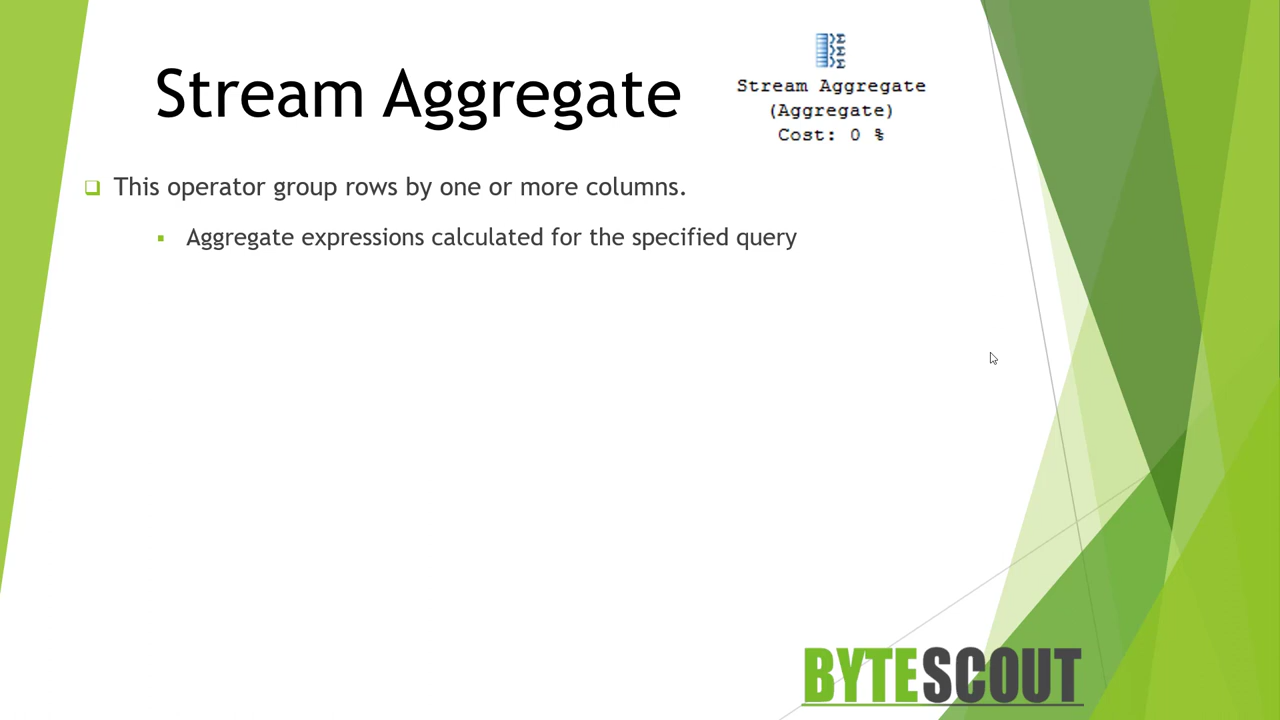 Stream Aggregate
Stream Aggregate
(Aggregate)
Cost: 0 %
This operator group rows by one or more columns.
Aggregate expressions calculated for the specified query
BYTESCOUT